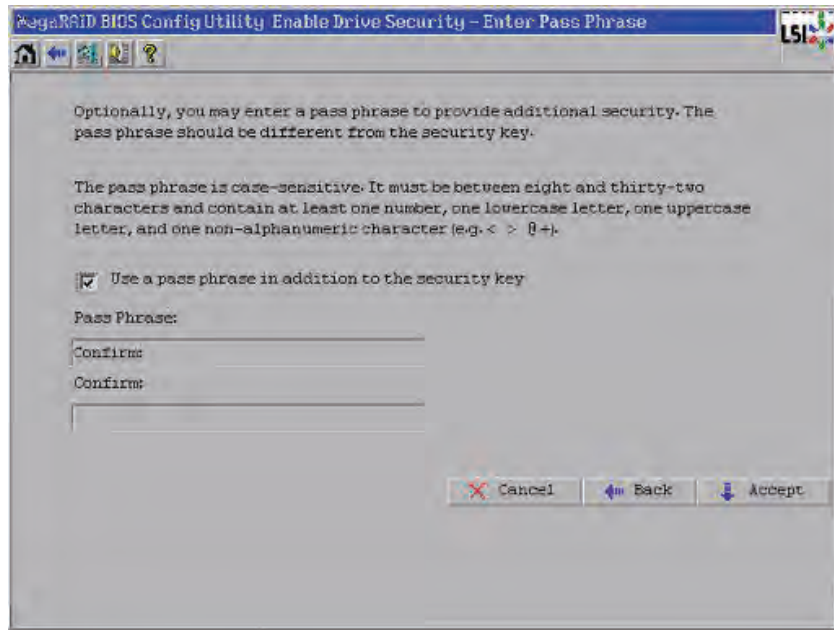 MegaRAID BIOS Config Utility Enable Drive Security - Enter Pass Phrase
LSI
Optionally, you may enter a pass phrase to provide additional security. The
pass phrase should be different from the security key.
The pass phrase is case-sensitive. It must be between eight and thirty-two
characters and contain at least one number, one lowercase letter, one uppercase
letter, and one non-alphanumeric character (e.g. < > @ +).
Use a pass phrase in addition to the security key
Pass Phrase:
Confirm:
Confirm:
Cancel Back Accept